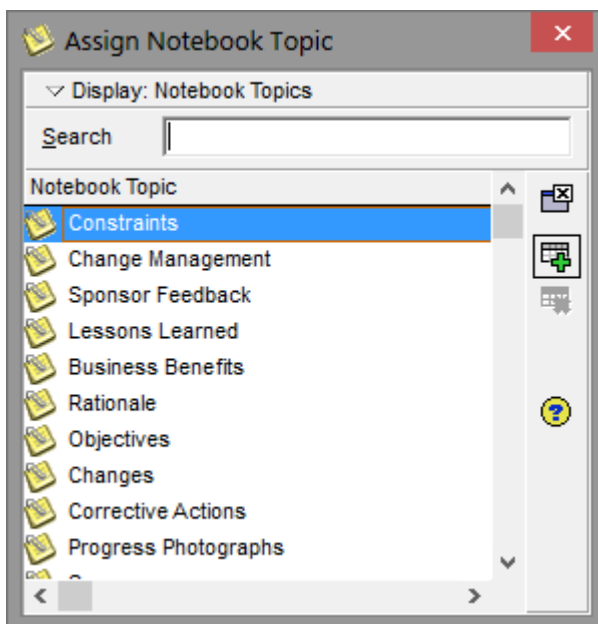 Assign Notebook Topic
Display: Notebook Topics
Search
Notebook Topic
Constraints
Change Management
Sponsor Feedback
Lessons Learned
Business Benefits
Rationale
Objectives
Changes
Corrective Actions
Progress Photographs